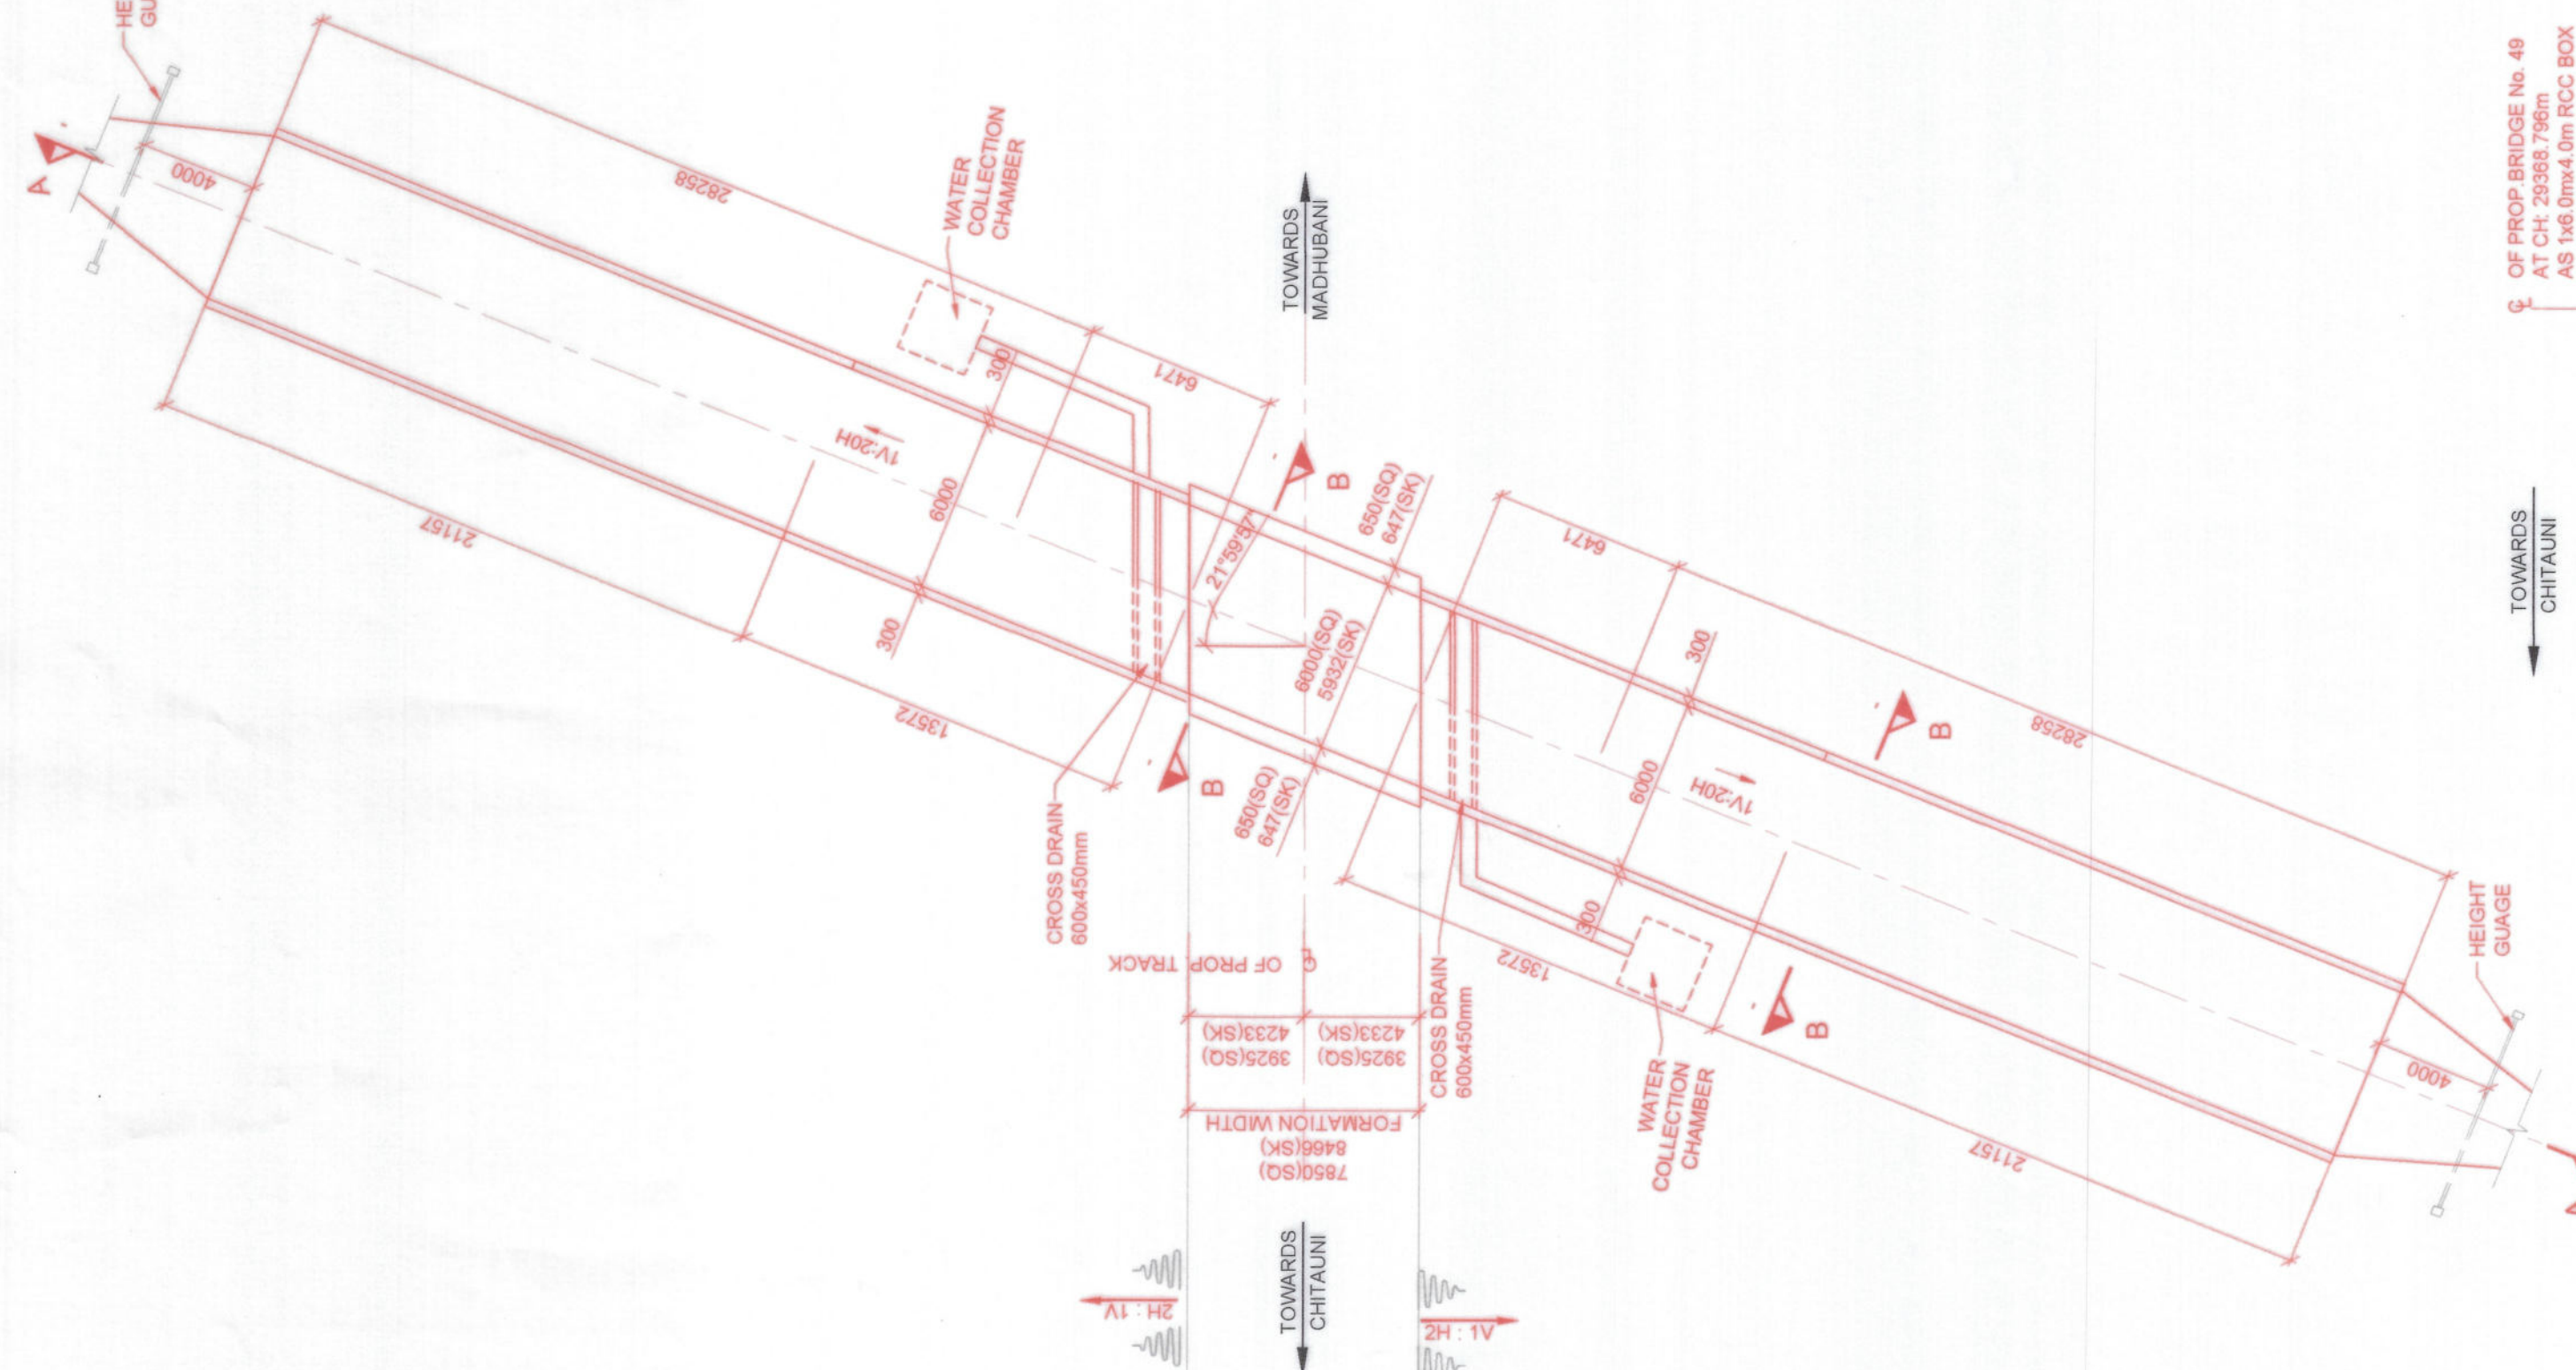 HE
GU
A
4000
28258
WATER
COLLECTION
CHAMBER
TOWARDS
MADHUBANI
300
6471
1V:20H
6000
21157
300
13572
21°59'57"
B
650(SQ)
647(SK)
6000(SQ)
5932(SK)
B
650(SQ)
647(SK)
CROSS DRAIN
600x450mm
℄ OF PROP. TRACK
4233(SK)
3925(SQ)
4233(SK)
3925(SQ)
FORMATION WIDTH
8466(SK)
7850(SQ)
CROSS DRAIN
600x450mm
6471
300
6000
1V:20H
B
28258
300
13572
WATER
COLLECTION
CHAMBER
B
21157
HEIGHT
GUAGE
4000
A
TOWARDS
CHITAUNI
2H : 1V
2H : 1V
TOWARDS
CHITAUNI
℄ OF PROP.BRIDGE No. 49
AT CH: 29368.796m
AS 1x6.0mx4.0m RCC BOX